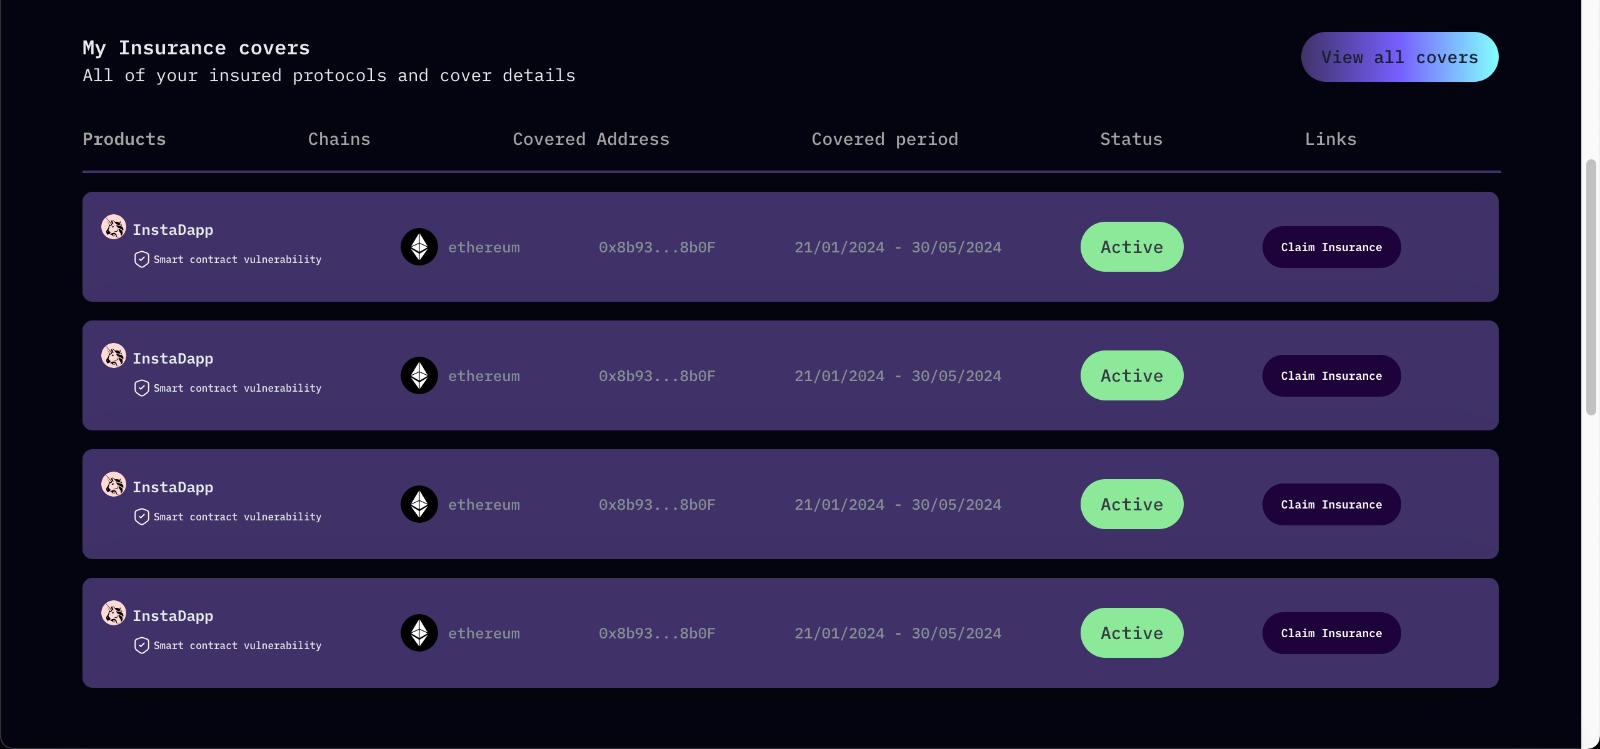 My Insurance covers
All of your insured protocols and cover details
View all covers
Products Chains Covered Address Covered period Status Links
InstaDapp
Smart contract vulnerability
ethereum 0x8b93...8b0F 21/01/2024 - 30/05/2024 Active Claim Insurance
InstaDapp
Smart contract vulnerability
ethereum 0x8b93...8b0F 21/01/2024 - 30/05/2024 Active Claim Insurance
InstaDapp
Smart contract vulnerability
ethereum 0x8b93...8b0F 21/01/2024 - 30/05/2024 Active Claim Insurance
InstaDapp
Smart contract vulnerability
ethereum 0x8b93...8b0F 21/01/2024 - 30/05/2024 Active Claim Insurance